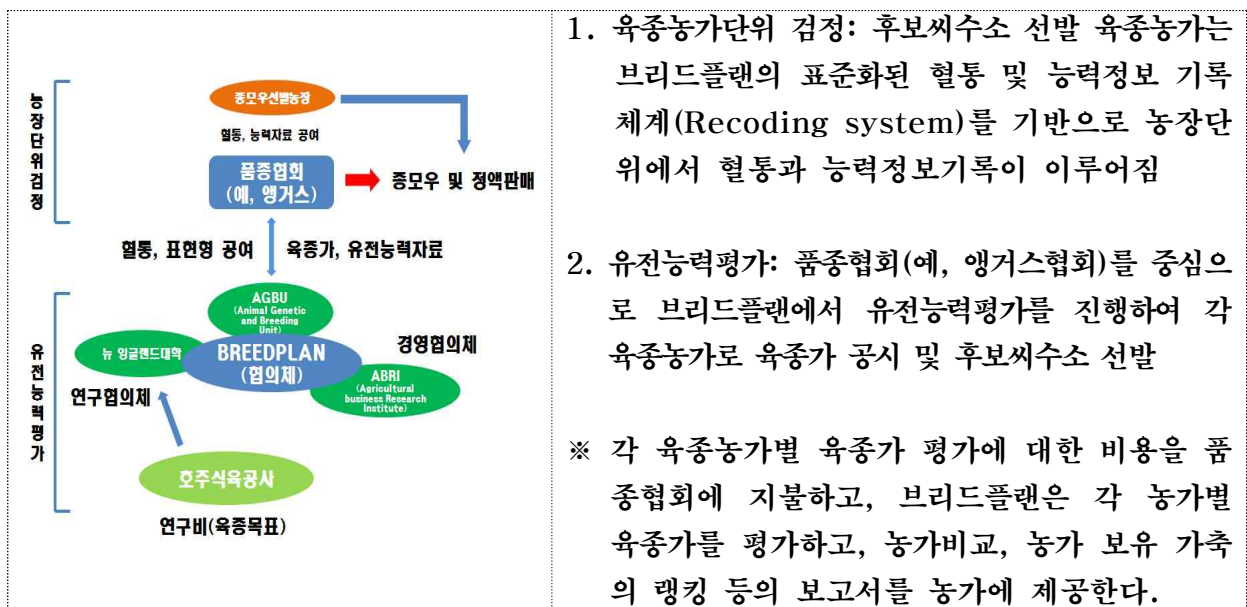 농장단위검정
종모우선발농장
혈통, 능력자료 공여
품종협회
(예, 앵거스)
종모우 및 정액판매
혈통, 표현형 공여
육종가, 유전능력자료
유전능력평가
AGBU
(Animal Genetic
and Breeding
Unit)
뉴 잉글랜드대학
BREEDPLAN
(협의체)
경영협의체
ABRI
(Agricultural
business Research
Institute)
연구협의체
호주식육공사
연구비(육종목표)
1. 육종농가단위 검정: 후보씨수소 선발 육종농가는
브리드플랜의 표준화된 혈통 및 능력정보 기록
체계(Recoding system)를 기반으로 농장단
위에서 혈통과 능력정보기록이 이루어짐
2. 유전능력평가: 품종협회(예, 앵거스협회)를 중심으
로 브리드플랜에서 유전능력평가를 진행하여 각
육종농가로 육종가 공시 및 후보씨수소 선발
※ 각 육종농가별 육종가 평가에 대한 비용을 품
종협회에 지불하고, 브리드플랜은 각 농가별
육종가를 평가하고, 농가비교, 농가 보유 가축
의 랭킹 등의 보고서를 농가에 제공한다.